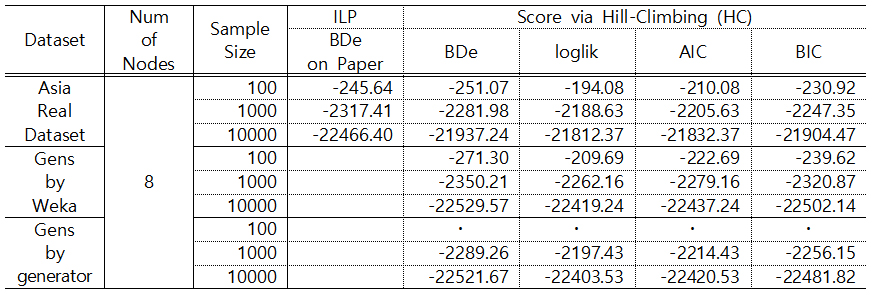 Dataset Num of Nodes Sample Size ILP Score via Hill-Climbing (HC)
BDe on Paper BDe loglik AIC BIC
Asia 100 -245.64 -251.07 -194.08 -210.08 -230.92
Real 1000 -2317.41 -2281.98 -2188.63 -2205.63 -2247.35
Dataset 10000 -22466.40 -21937.24 -21812.37 -21832.37 -21904.47
Gens 100 -271.30 -209.69 -222.69 -239.62
by 8 1000 -2350.21 -2262.16 -2279.16 -2320.87
Weka 10000 -22529.57 -22419.24 -22437.24 -22502.14
Gens 100 · · · ·
by 1000 -2289.26 -2197.43 -2214.43 -2256.15
generator 10000 -22521.67 -22403.53 -22420.53 -22481.82